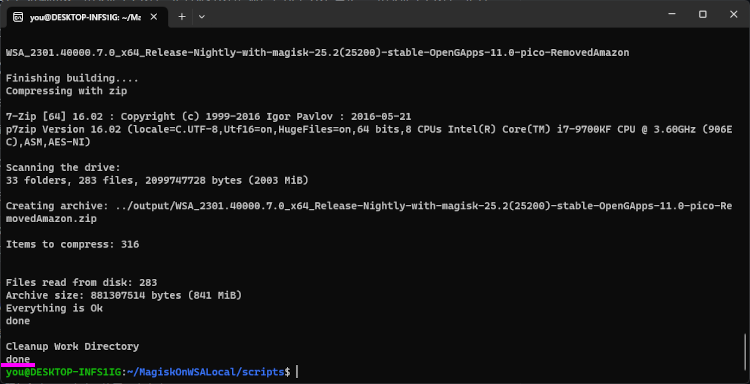 you@DESKTOP-INFS1IG: ~/Ma
WSA_2301.40000.7.0_x64_Release-Nightly-with-magisk-25.2(25200)-stable-OpenGApps-11.0-pico-RemovedAmazon
Finishing building....
Compressing with zip
7-Zip [64] 16.02 : Copyright (c) 1999-2016 Igor Pavlov : 2016-05-21
p7zip Version 16.02 (locale=C.UTF-8,Utf16=on,HugeFiles=on,64 bits,8 CPUs Intel(R) Core(TM) i7-9700KF CPU @ 3.60GHz (906E
C),ASM,AES-NI)
Scanning the drive:
33 folders, 283 files, 2099747728 bytes (2003 MiB)
Creating archive: ../output/WSA_2301.40000.7.0_x64_Release-Nightly-with-magisk-25.2(25200)-stable-OpenGApps-11.0-pico-Re
movedAmazon.zip
Items to compress: 316
Files read from disk: 283
Archive size: 881307514 bytes (841 MiB)
Everything is Ok
done
Cleanup Work Directory
done
you@DESKTOP-INFS1IG:~/MagiskOnWSALocal/scripts$